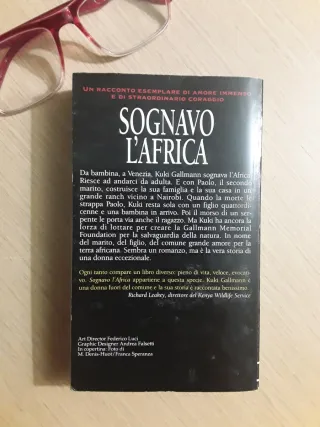 UN RACCONTO ESEMPLARE DI AMORE IMMENSO
E DI STRAORDINARIO CORAGGIO
SOGNAVO
L'AFRICA
Da bambina, a Venezia, Kuki Gallmann sognava l'Africa.
Riesce ad andarci da adulta. E con Paolo, il secondo
marito, costruisce la sua famiglia e la sua casa in un
grande ranch vicino a Nairobi. Quando la morte le
strappa Paolo, Kuki resta sola con un figlio quattordi-
cenne e una bambina in arrivo. Poi il morso di un ser-
pente le porta via anche il ragazzo. Ma Kuki ha ancora la
forza di lottare per creare la Gallmann Memorial
Foundation per la salvaguardia della natura. In nome
del marito, del figlio, del comune grande amore per la
terra africana. Sembra un romanzo, ma è la vera storia di
una donna eccezionale.
Ogni tanto compare un libro diverso: pieno di vita, veloce, evocati-
vo. Sognavo l'Africa appartiene a questa specie. Kuki Gallmann è
una donna fuori del comune e la sua storia è raccontata benissimo.
Richard Leakey, direttore del Kenya Wildlife Service
Art Director Federico Luci
Graphic Designer Andrea Falsetti
In copertina: Foto di
M. Denis-Huot/Franca Speranza